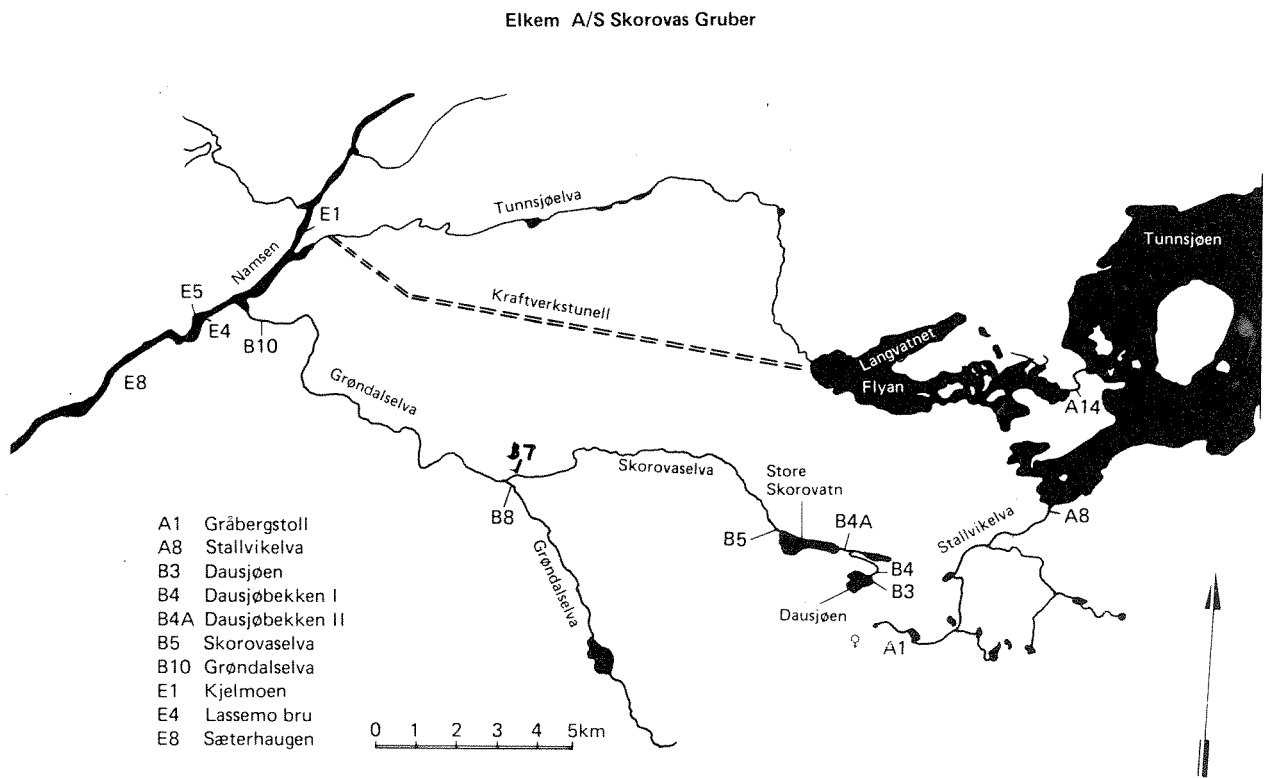 Elkem A/S Skorovas Gruber
Tunnsjøelva
E1
Tunnsjøen
Namsen
E5
E4
B10
Kraftverkstunell
Langvatnet
Flyan
E8
Grøndalselva
A14
B7
Skorovaselva
Store
Skorovatn
B8
B5
B4A
A8
Stallvikelva
Grøndalselva
B4
B3
Dausjøen
♀
A1
A1 Gråbergstoll
A8 Stallvikelva
B3 Dausjøen
B4 Dausjøbekken I
B4A Dausjøbekken II
B5 Skorovaselva
B10 Grøndalselva
E1 Kjelmoen
E4 Lassemo bru
E8 Sæterhaugen
0 1 2 3 4 5km